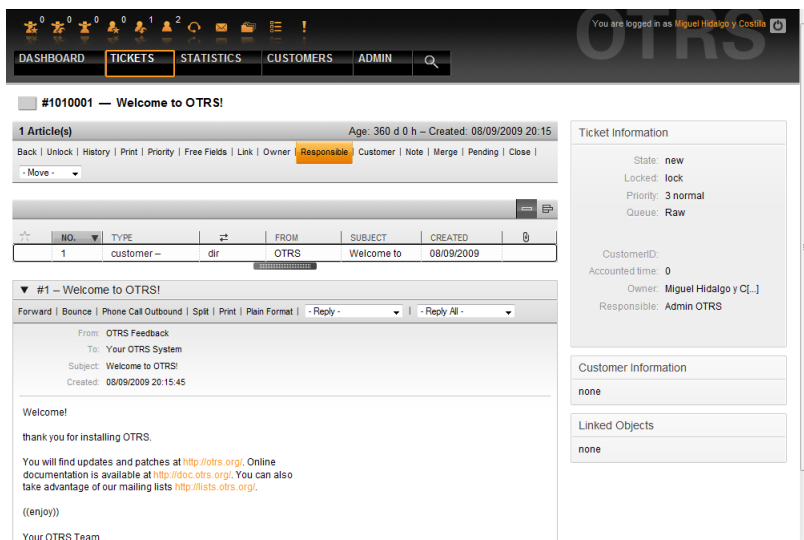 0 0 0 0 1 2
You are logged in as Miguel Hidalgo y Costilla
OTRS
DASHBOARD TICKETS STATISTICS CUSTOMERS ADMIN
#1010001 — Welcome to OTRS!
1 Article(s) Age: 360 d 0 h – Created: 08/09/2009 20:15
Back | Unlock | History | Print | Priority | Free Fields | Link | Owner | Responsible | Customer | Note | Merge | Pending | Close |
- Move -
NO. TYPE FROM SUBJECT CREATED
1 customer – dir OTRS Welcome to 08/09/2009
#1 – Welcome to OTRS!
Forward | Bounce | Phone Call Outbound | Split | Print | Plain Format | - Reply - | - Reply All -
From: OTRS Feedback
To: Your OTRS System
Subject: Welcome to OTRS!
Created: 08/09/2009 20:15:45
Welcome!
thank you for installing OTRS.
You will find updates and patches at http://otrs.org/. Online
documentation is available at http://doc.otrs.org/. You can also
take advantage of our mailing lists http://lists.otrs.org/.
((enjoy))
Your OTRS Team
Ticket Information
State: new
Locked: lock
Priority: 3 normal
Queue: Raw
CustomerID:
Accounted time: 0
Owner: Miguel Hidalgo y C[...]
Responsible: Admin OTRS
Customer Information
none
Linked Objects
none